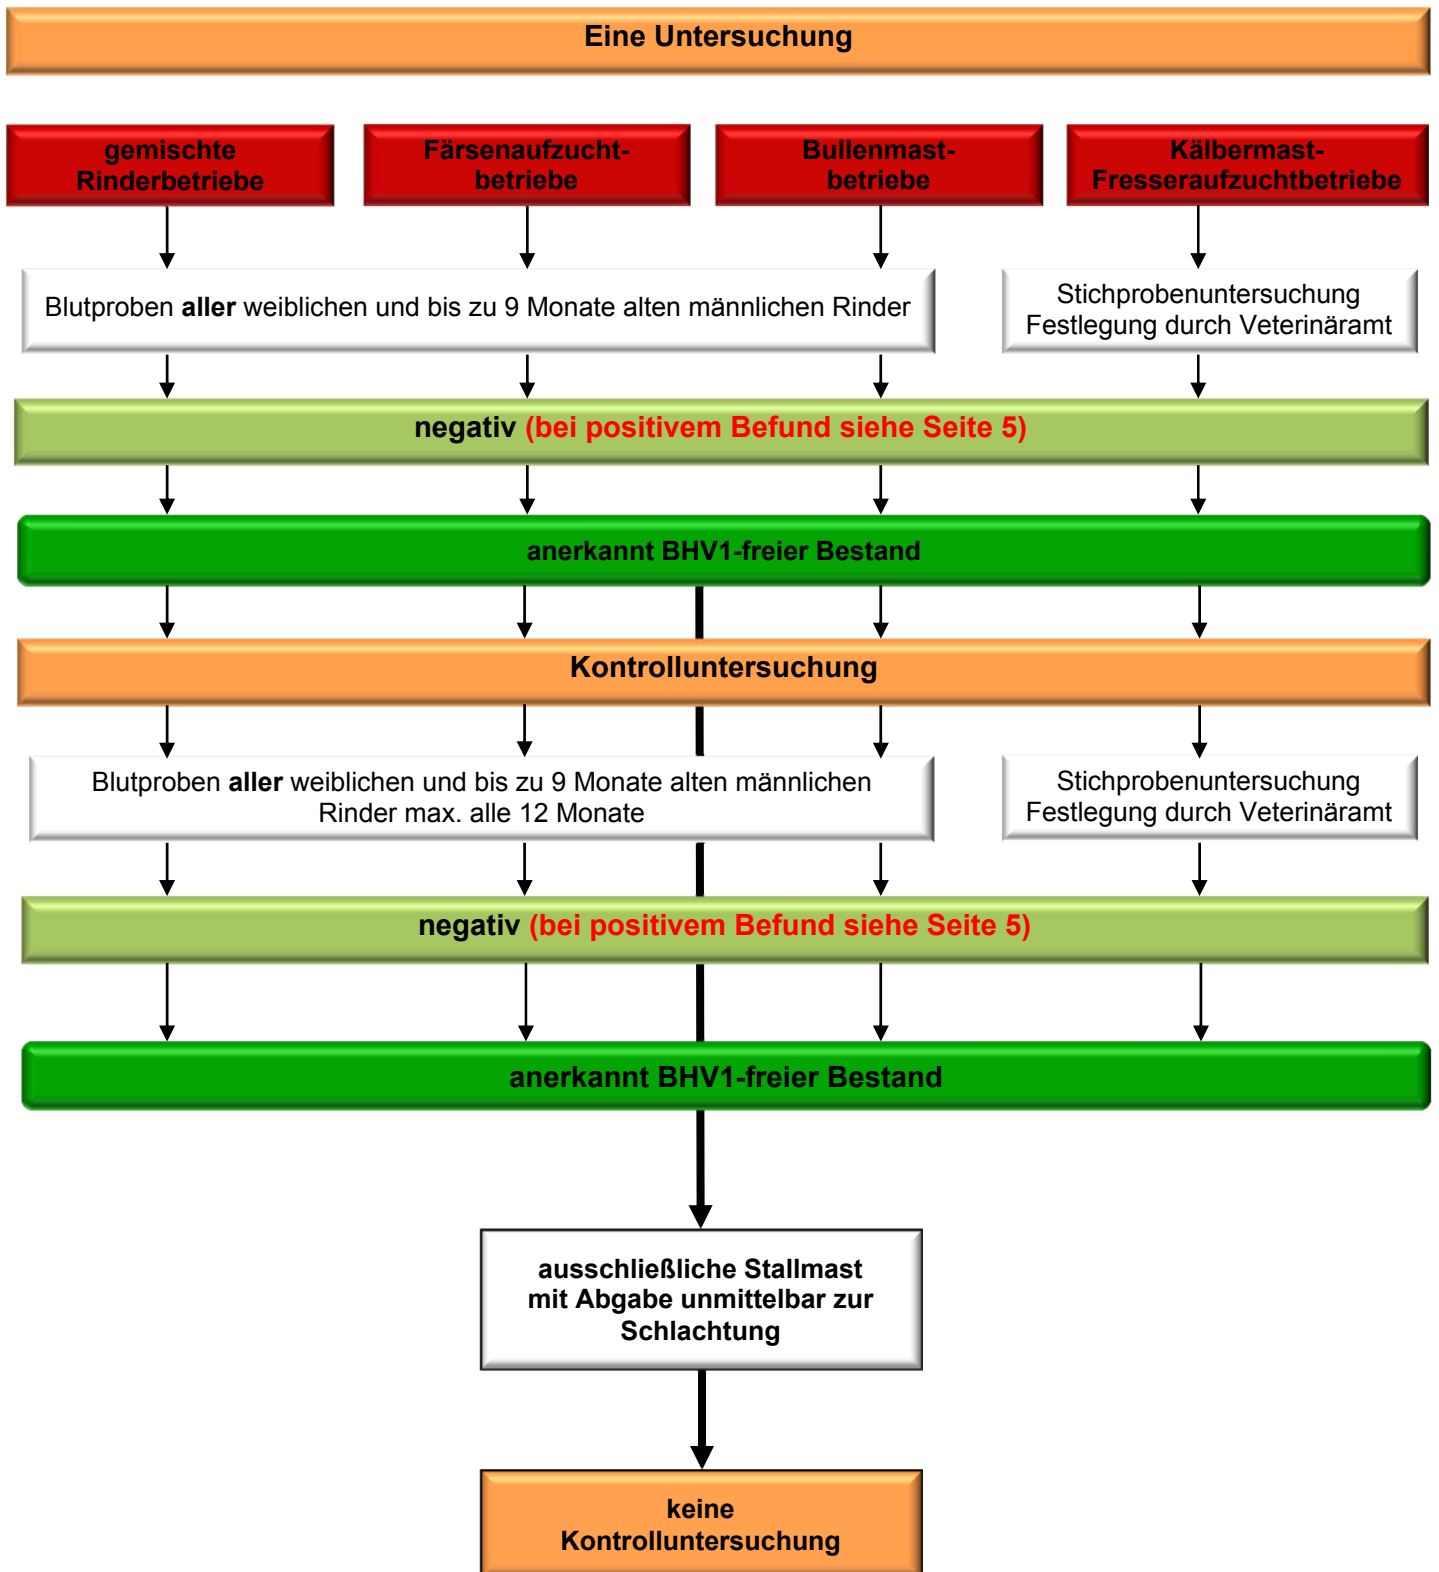 Eine Untersuchung
gemischte
Rinderbetriebe
Färsenaufzucht-
betriebe
Bullenmast-
betriebe
Kälbermast-
Fresseraufzuchtbetriebe
Blutproben aller weiblichen und bis zu 9 Monate alten männlichen Rinder
Stichprobenuntersuchung
Festlegung durch Veterinäramt
negativ (bei positivem Befund siehe Seite 5)
anerkannt BHV1-freier Bestand
Kontrolluntersuchung
Blutproben aller weiblichen und bis zu 9 Monate alten männlichen
Rinder max. alle 12 Monate
Stichprobenuntersuchung
Festlegung durch Veterinäramt
negativ (bei positivem Befund siehe Seite 5)
anerkannt BHV1-freier Bestand
ausschließliche Stallmast
mit Abgabe unmittelbar zur
Schlachtung
keine
Kontrolluntersuchung